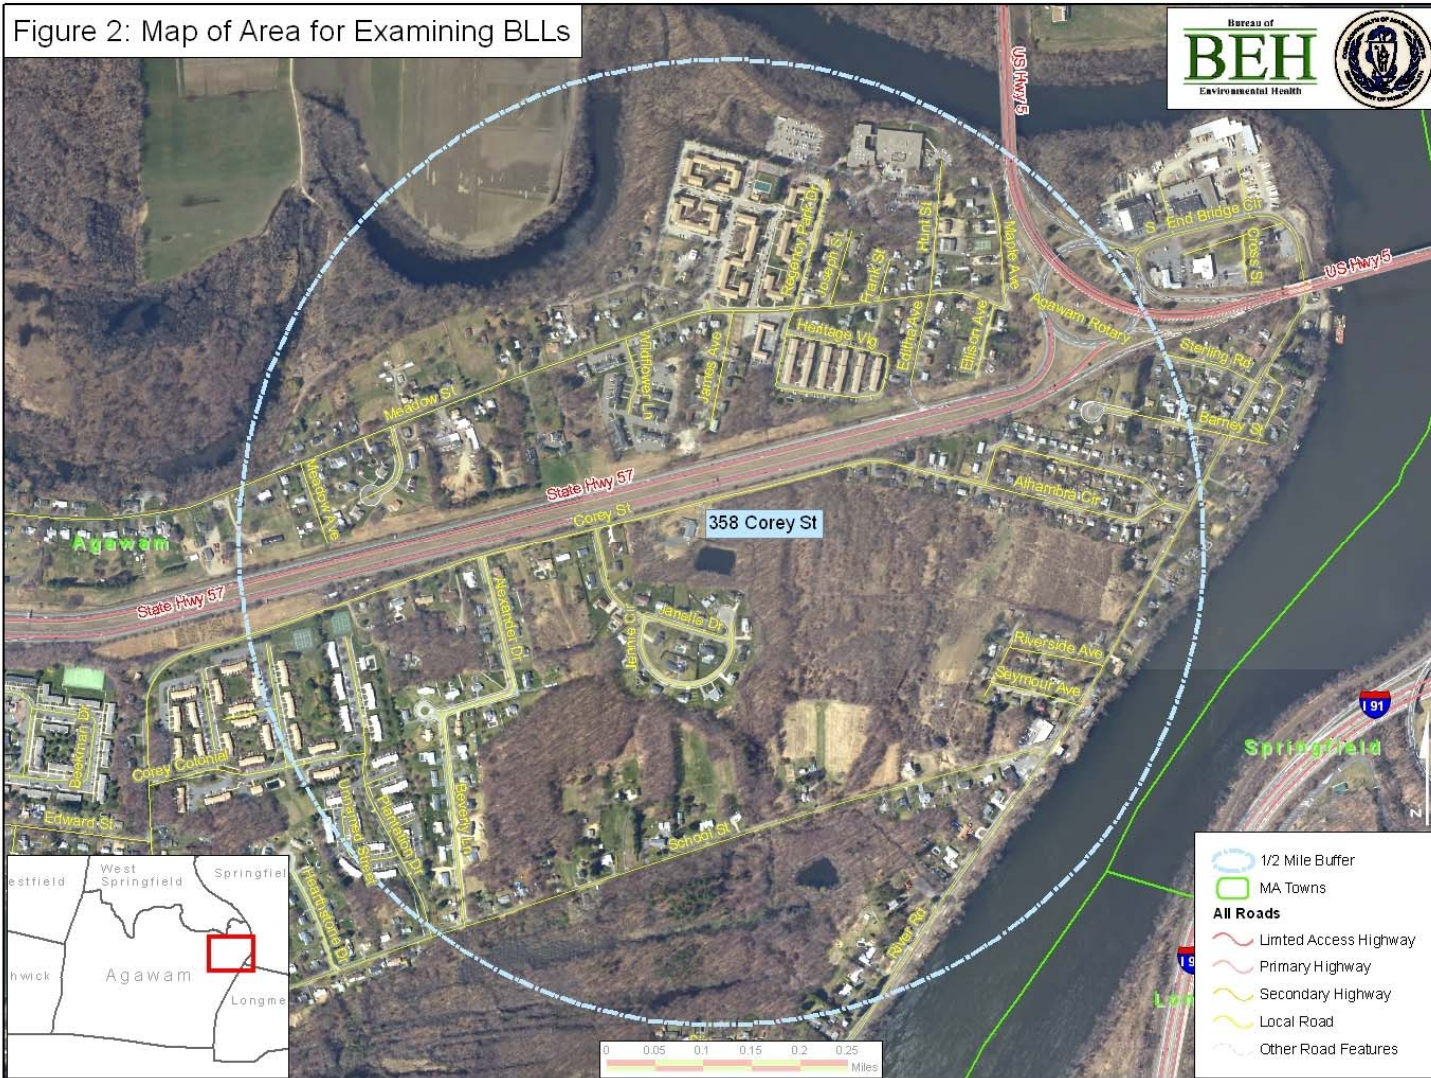 Figure 2: Map of Area for Examining BLLs
Bureau of
BEH
Environmental Health
US Hwy 5
S End Bridge Cir
Cross St
US Hwy 5
Maple Ave
Hunt St
Regency Park Dr
Joseph St
Frank St
Agawam Rotary
Heritage Vlg
Editha Ave
Ellison Ave
Sterling Rd
Wildflower Ln
James Ave
Meadow St
Barney St
Meadow Ave
State Hwy 57
Alhambra Cir
Corey St
358 Corey St
Agawam
State Hwy 57
Alexander Dr
Jennie Cir
Janelle Dr
Riverside Ave
Seymour Ave
I 91
Springfield
Beekman Dr
Corey Colonial
Edward St
Unnamed Street
Plantation Dr
Beverly Ln
School St
Hearthstone Dr
River Rd
N
estfield
West
Springfield
Springfiel
hwick
Agawam
Longme
0 0.05 0.1 0.15 0.2 0.25
Miles
1/2 Mile Buffer
MA Towns
All Roads
Limted Access Highway
Primary Highway
Secondary Highway
Local Road
Other Road Features
I 9
Lon